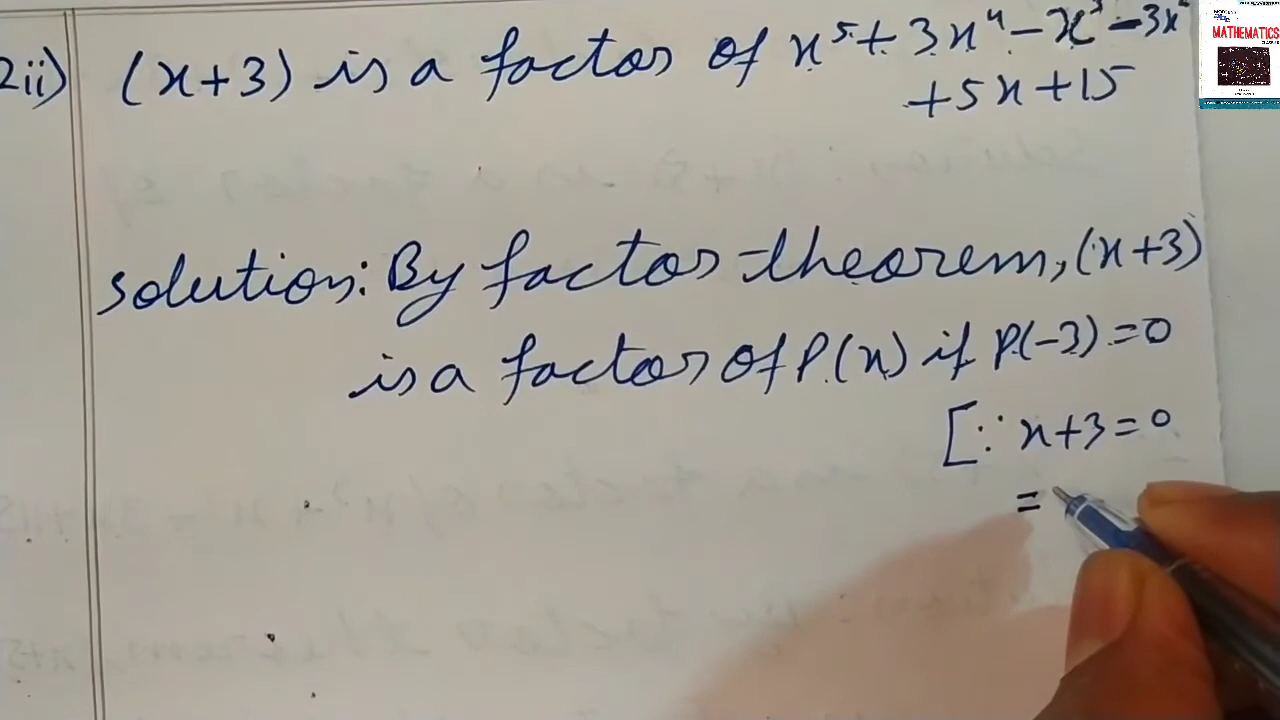 2ii) (x+3) is a factor of x⁵+3x⁴-x³-3x²
+5x+15
Solution: By factor theorem, (x+3)
is a factor of P(x) if P(-3)=0
[∵ x+3=0
=
MATHEMATICS